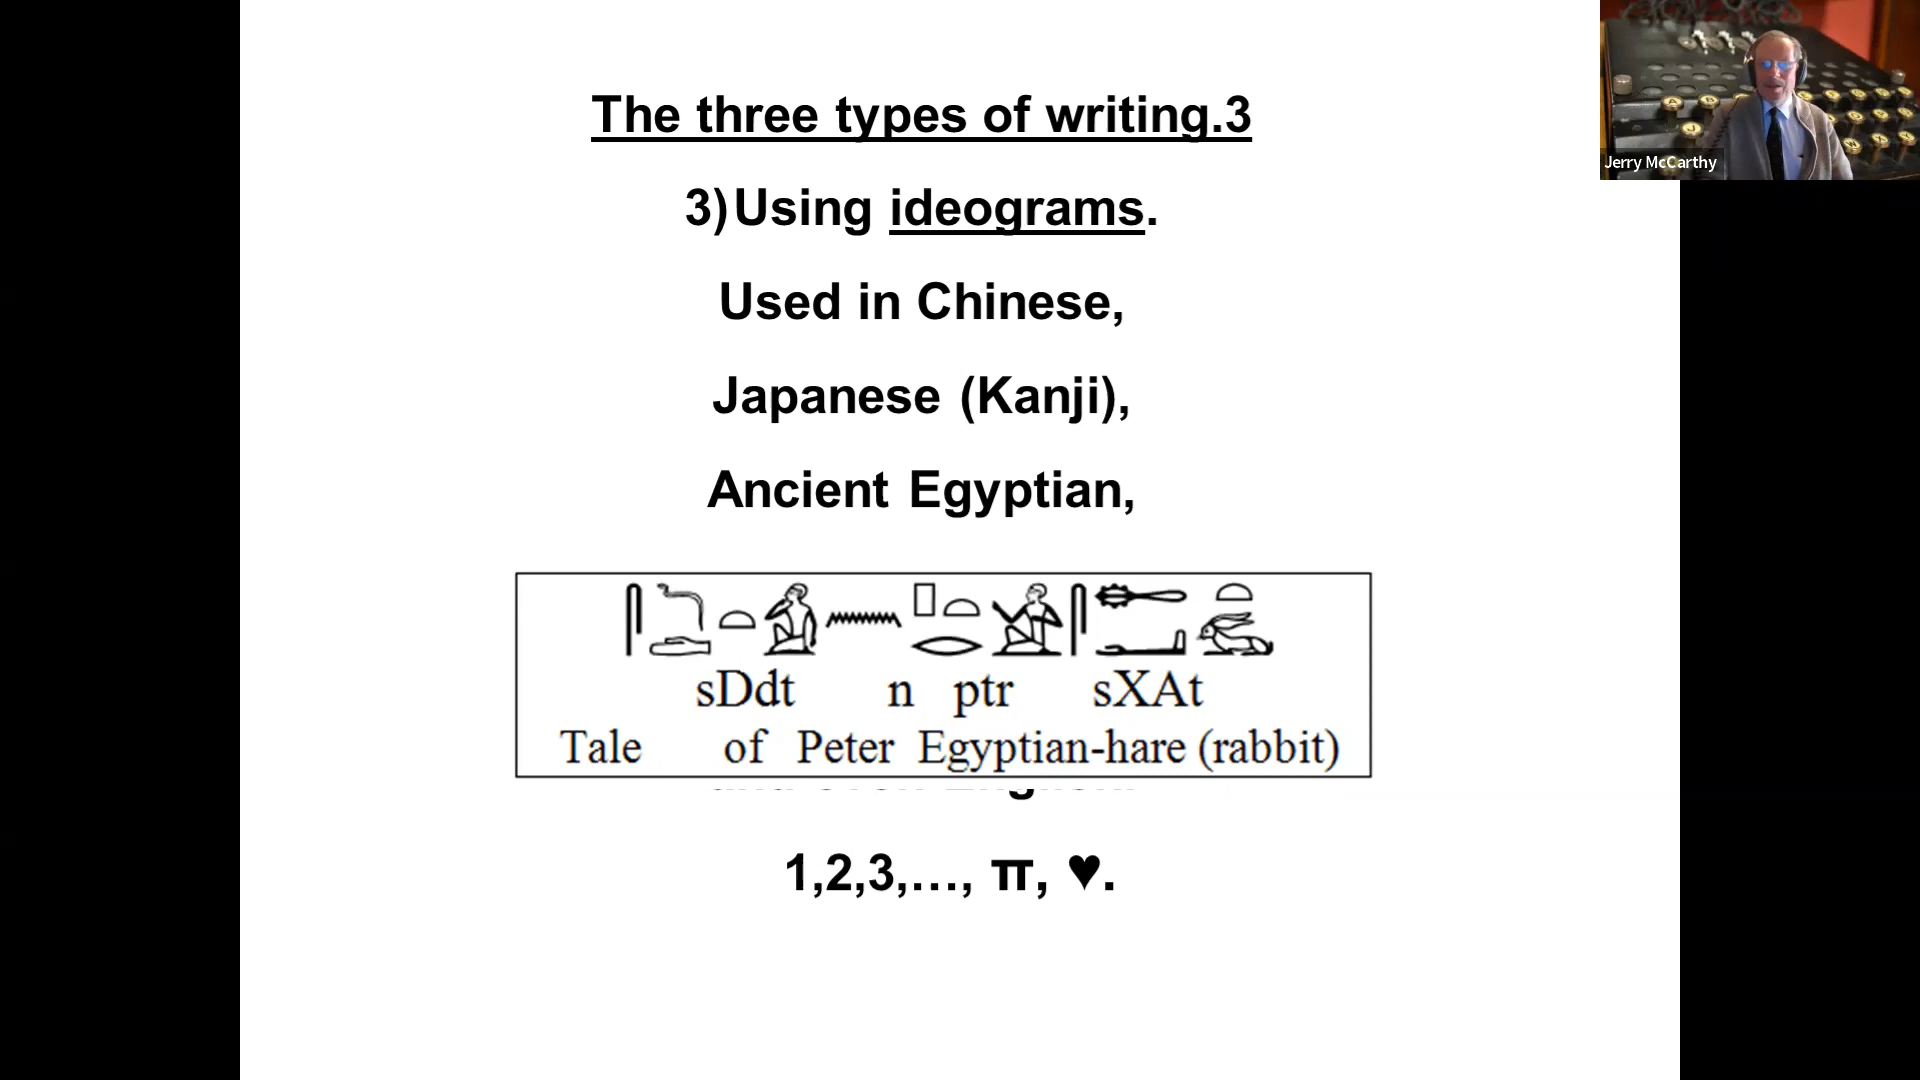 The three types of writing.3
3) Using ideograms.
Used in Chinese,
Japanese (Kanji),
Ancient Egyptian,
sDdt n ptr sXAt
Tale of Peter Egyptian-hare (rabbit)
1,2,3,…, π, ♥.
Jerry McCarthy